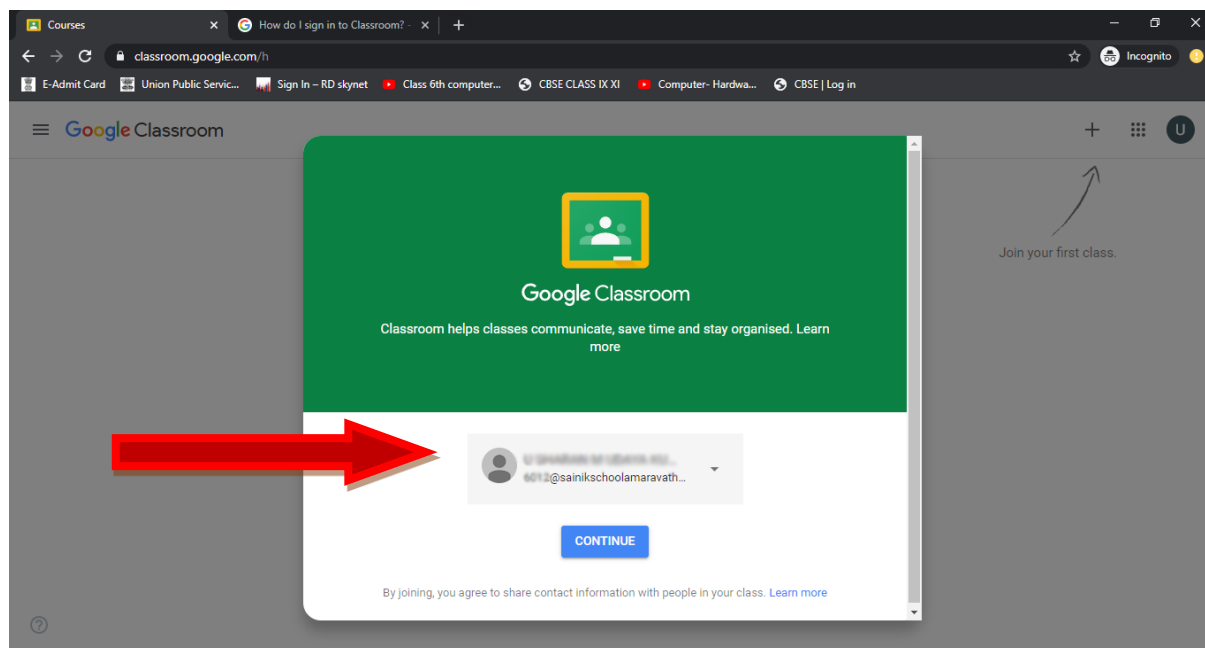 Courses
How do I sign in to Classroom? -
classroom.google.com/h
Incognito
E-Admit Card
Union Public Servic...
Sign In – RD skynet
Class 6th computer...
CBSE CLASS IX XI
Computer- Hardwa...
CBSE | Log in
Google Classroom
U
Join your first class.
Google Classroom
Classroom helps classes communicate, save time and stay organised. Learn
more
@sainikschoolamaravath...
CONTINUE
By joining, you agree to share contact information with people in your class. Learn more